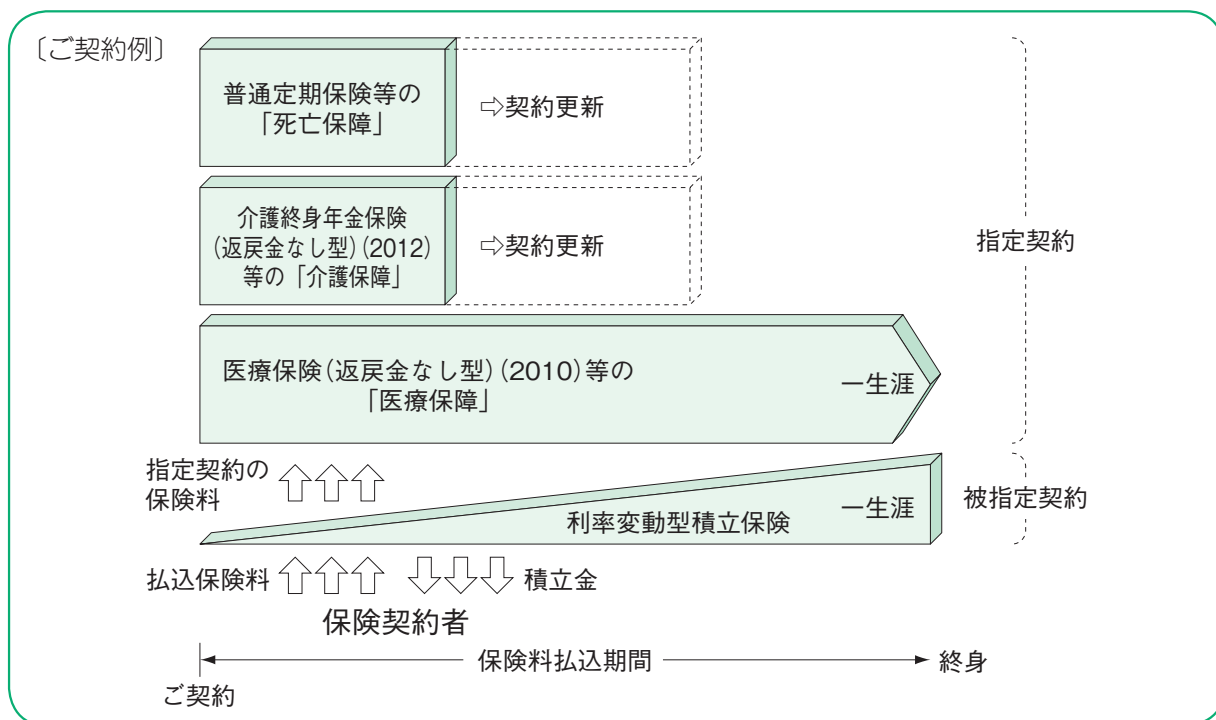 〔ご契約例〕
普通定期保険等の
「死亡保障」
⇨契約更新
介護終身年金保険
(返戻金なし型)(2012)
等の「介護保障」
⇨契約更新
指定契約
医療保険(返戻金なし型)(2010)等の
「医療保障」
一生涯
指定契約の
保険料
利率変動型積立保険
一生涯
被指定契約
払込保険料
積立金
保険契約者
保険料払込期間
終身
ご契約